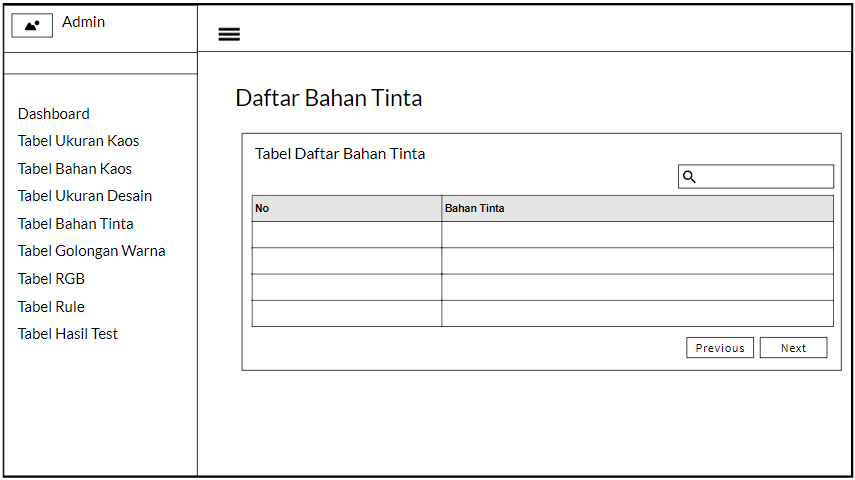 Admin
Dashboard
Tabel Ukuran Kaos
Tabel Bahan Kaos
Tabel Ukuran Desain
Tabel Bahan Tinta
Tabel Golongan Warna
Tabel RGB
Tabel Rule
Tabel Hasil Test
Daftar Bahan Tinta
Tabel Daftar Bahan Tinta
No Bahan Tinta
Previous Next